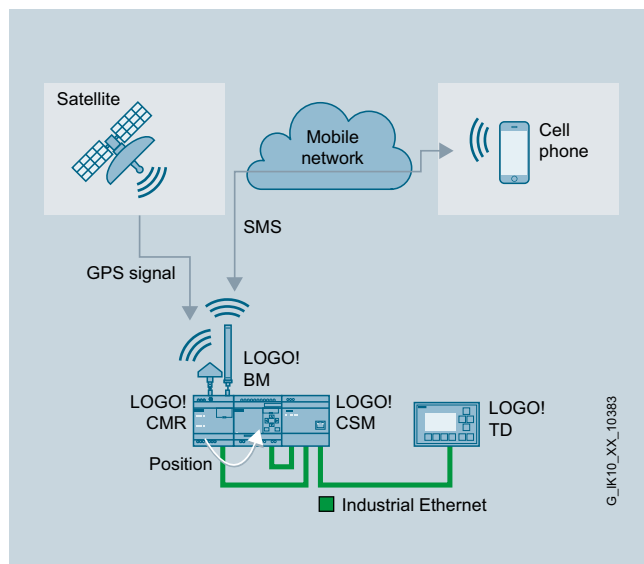 Satellite
Mobile
network
Cell
phone
SMS
GPS signal
LOGO!
BM
LOGO!
CMR
LOGO!
CSM
LOGO!
TD
Position
Industrial Ethernet
G_IK10_XX_10383